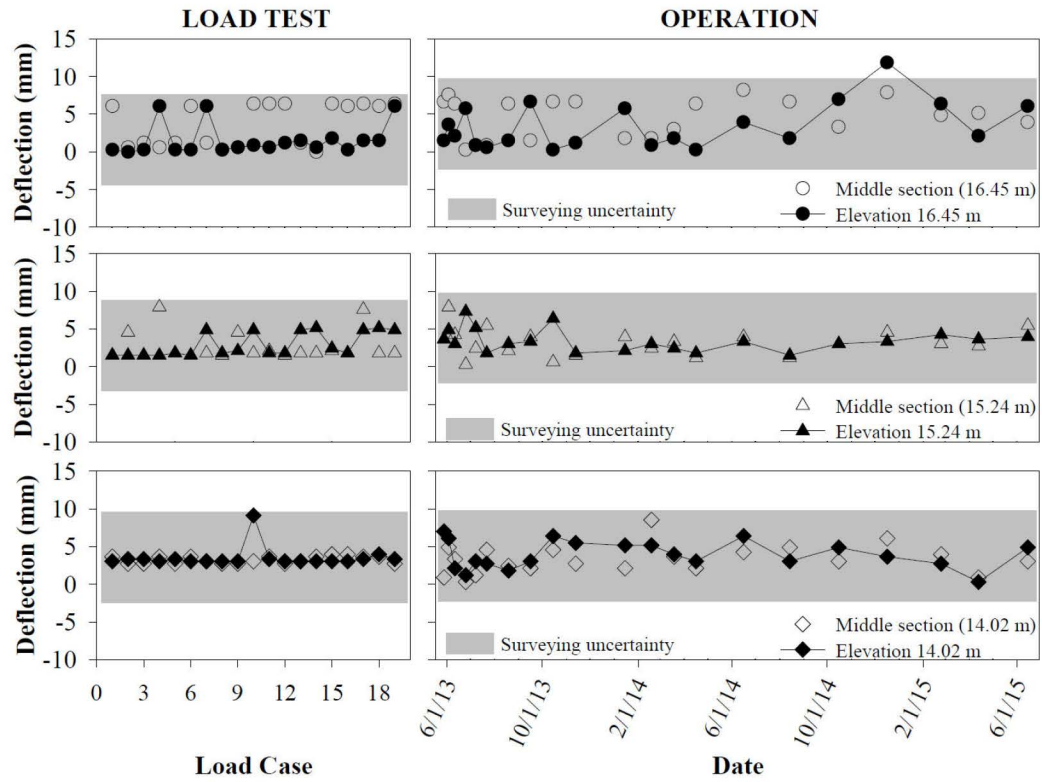 LOAD TEST
OPERATION
Deflection (mm)
15
10
5
0
-5
-10
Surveying uncertainty
Middle section (16.45 m)
Elevation 16.45 m
Deflection (mm)
15
10
5
0
-5
-10
Surveying uncertainty
Middle section (15.24 m)
Elevation 15.24 m
Deflection (mm)
15
10
5
0
-5
-10
Surveying uncertainty
Middle section (14.02 m)
Elevation 14.02 m
0 3 6 9 12 15 18
6/1/13 10/1/13 2/1/14 6/1/14 10/1/14 2/1/15 6/1/15
Load Case
Date